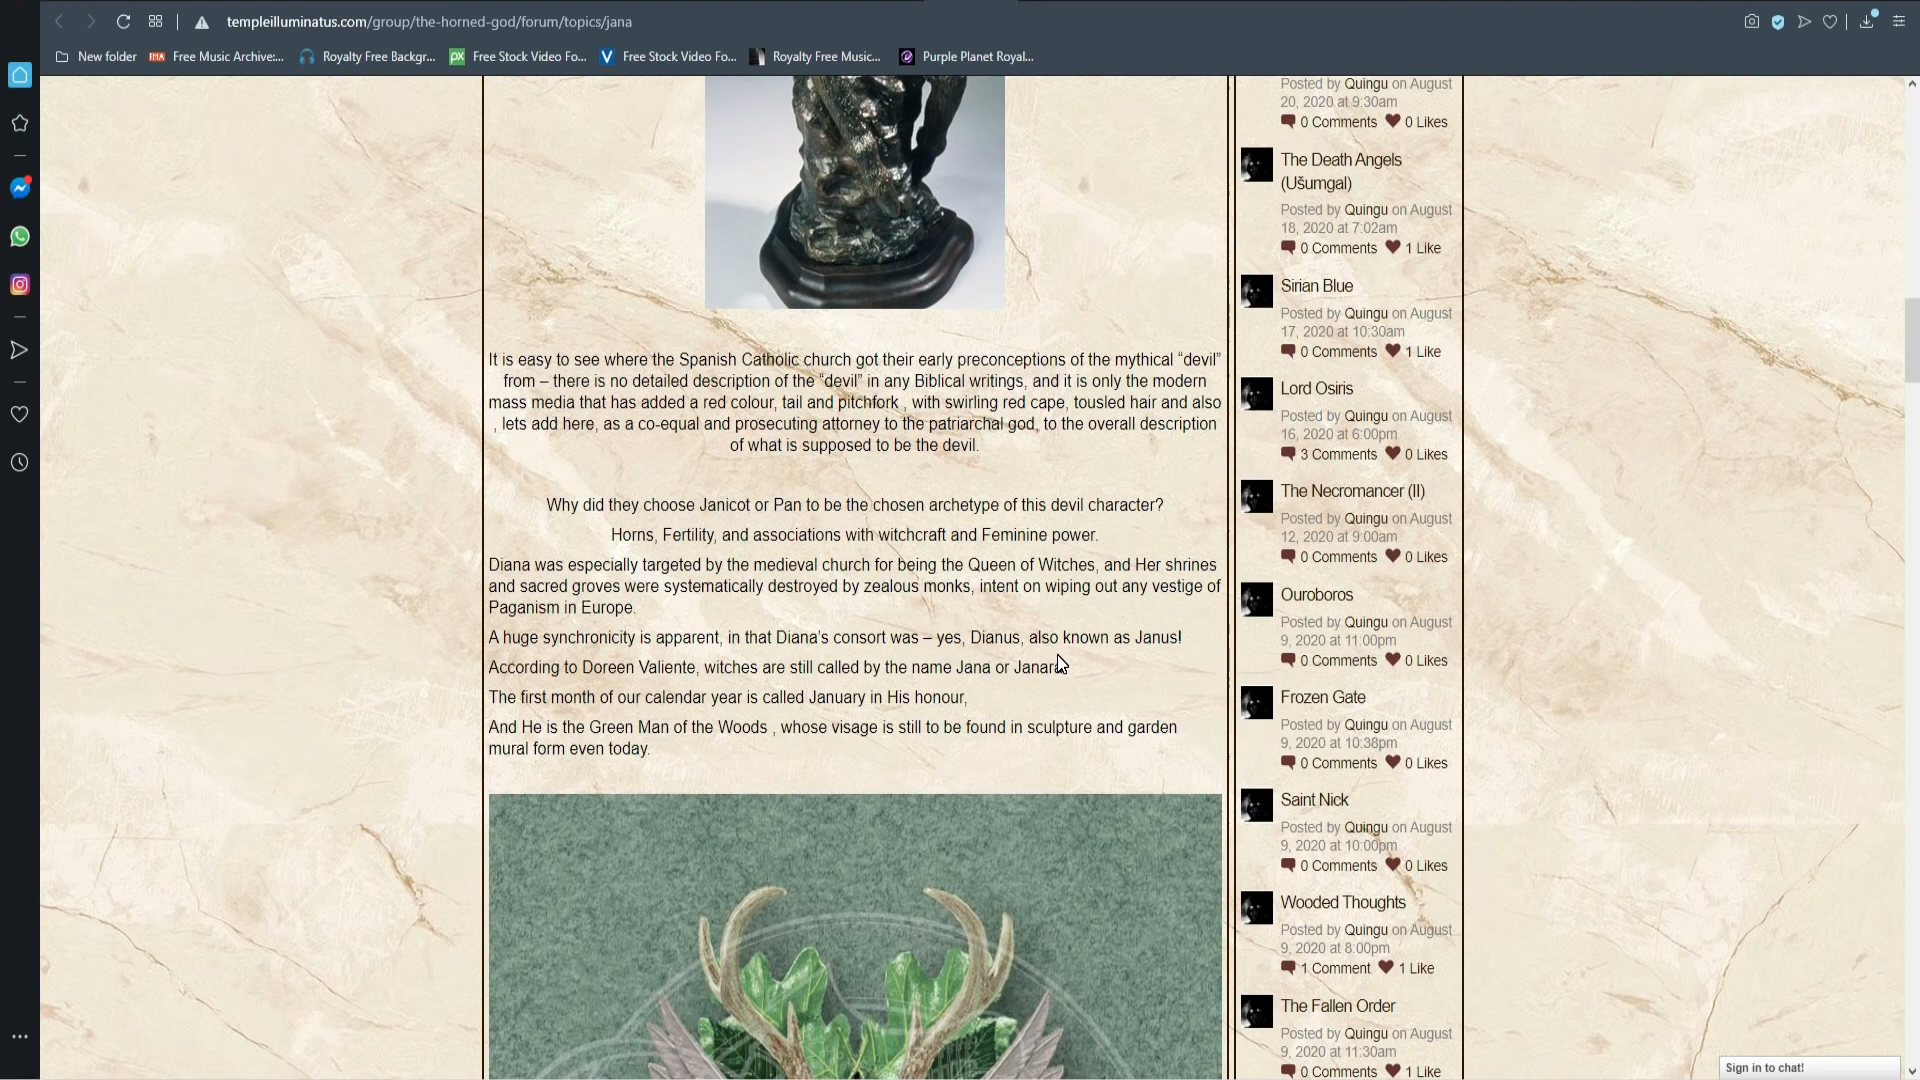 templeilluminatus.com/group/the-horned-god/forum/topics/jana
New folder
FMA Free Music Archive:...
Royalty Free Backgr...
px Free Stock Video Fo...
V Free Stock Video Fo...
Royalty Free Music...
Purple Planet Royal...
It is easy to see where the Spanish Catholic church got their early preconceptions of the mythical “devil”
from – there is no detailed description of the “devil” in any Biblical writings, and it is only the modern
mass media that has added a red colour, tail and pitchfork , with swirling red cape, tousled hair and also
, lets add here, as a co-equal and prosecuting attorney to the patriarchal god, to the overall description
of what is supposed to be the devil.
Why did they choose Janicot or Pan to be the chosen archetype of this devil character?
Horns, Fertility, and associations with witchcraft and Feminine power.
Diana was especially targeted by the medieval church for being the Queen of Witches, and Her shrines
and sacred groves were systematically destroyed by zealous monks, intent on wiping out any vestige of
Paganism in Europe.
A huge synchronicity is apparent, in that Diana’s consort was – yes, Dianus, also known as Janus!
According to Doreen Valiente, witches are still called by the name Jana or Janara
The first month of our calendar year is called January in His honour,
And He is the Green Man of the Woods , whose visage is still to be found in sculpture and garden
mural form even today.
Posted by Quingu on August
20, 2020 at 9:30am
0 Comments 0 Likes
The Death Angels
(Ušumgal)
Posted by Quingu on August
18, 2020 at 7:02am
0 Comments 1 Like
Sirian Blue
Posted by Quingu on August
17, 2020 at 10:30am
0 Comments 1 Like
Lord Osiris
Posted by Quingu on August
16, 2020 at 6:00pm
3 Comments 0 Likes
The Necromancer (II)
Posted by Quingu on August
12, 2020 at 9:00am
0 Comments 0 Likes
Ouroboros
Posted by Quingu on August
9, 2020 at 11:00pm
0 Comments 0 Likes
Frozen Gate
Posted by Quingu on August
9, 2020 at 10:38pm
0 Comments 0 Likes
Saint Nick
Posted by Quingu on August
9, 2020 at 10:00pm
0 Comments 0 Likes
Wooded Thoughts
Posted by Quingu on August
9, 2020 at 8:00pm
1 Comment 1 Like
The Fallen Order
Posted by Quingu on August
9, 2020 at 11:30am
0 Comments 1 Like
Sign in to chat!